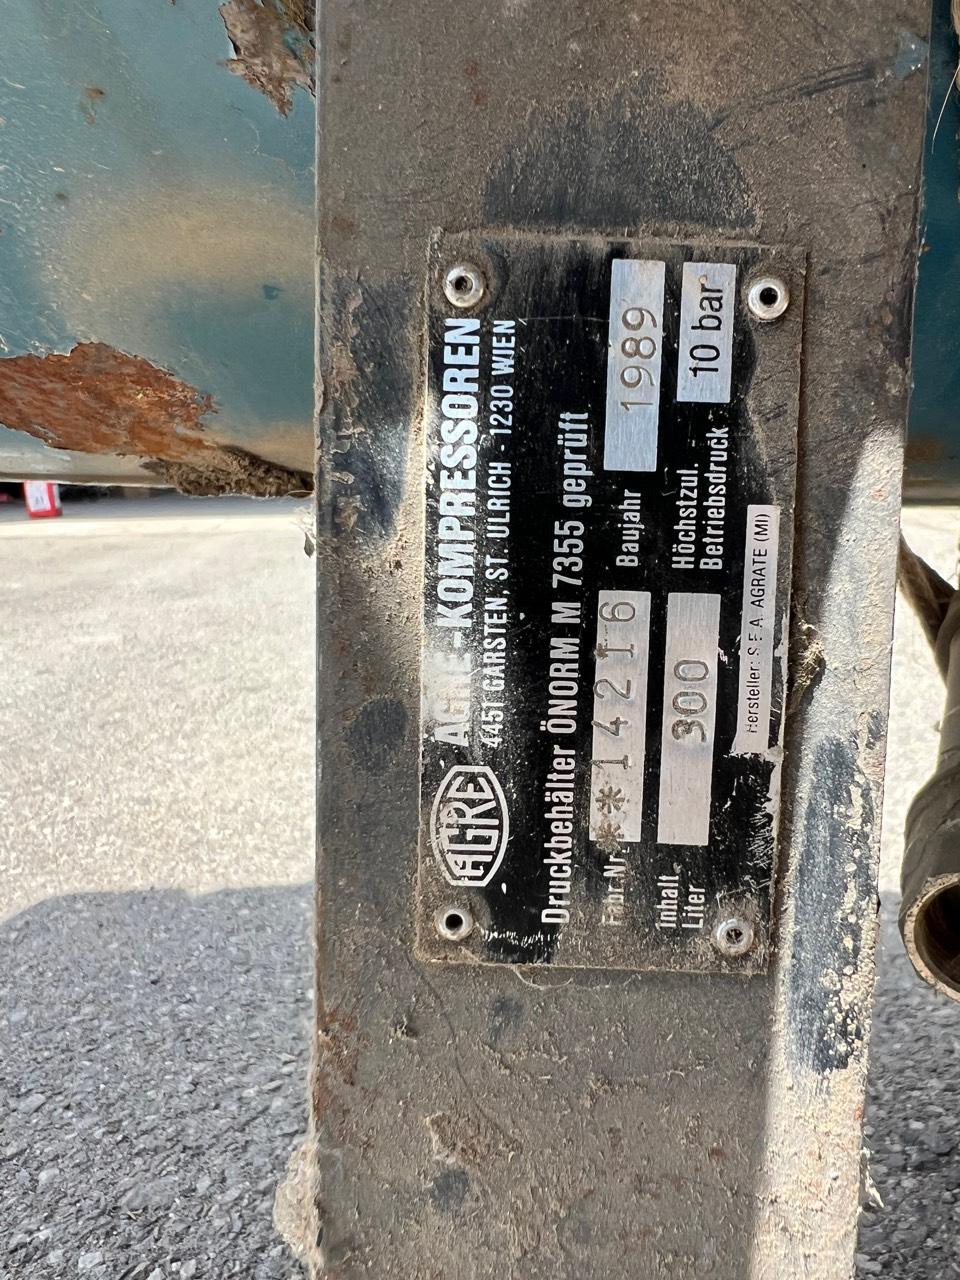 AGRE
AGRE-KOMPRESSOREN
4451 GARSTEN, ST. ULRICH - 1230 WIEN
Druckbehälter ÖNORM M 7355 geprüft
Fabr.Nr. **14216 Baujahr 1989
Inhalt Liter 300 Höchstzul. Betriebsdruck 10 bar
Hersteller: S.E.A. AGRATE (MI)